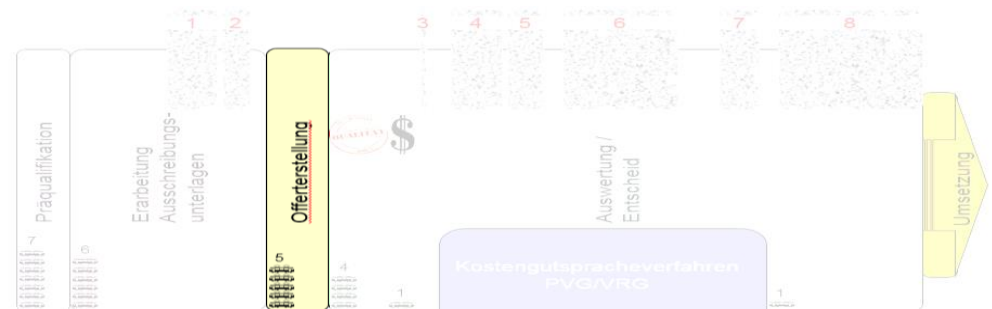 1 2 3 4 5 6 7 8
Präqualifikation
Erarbeitung
Ausschreibungs-
unterlagen
Offerterstellung
$
Auswertung /
Entscheid
Umsetzung
7
6
5
4
1
1
Kostengutspracheverfahren
PVG/VRG